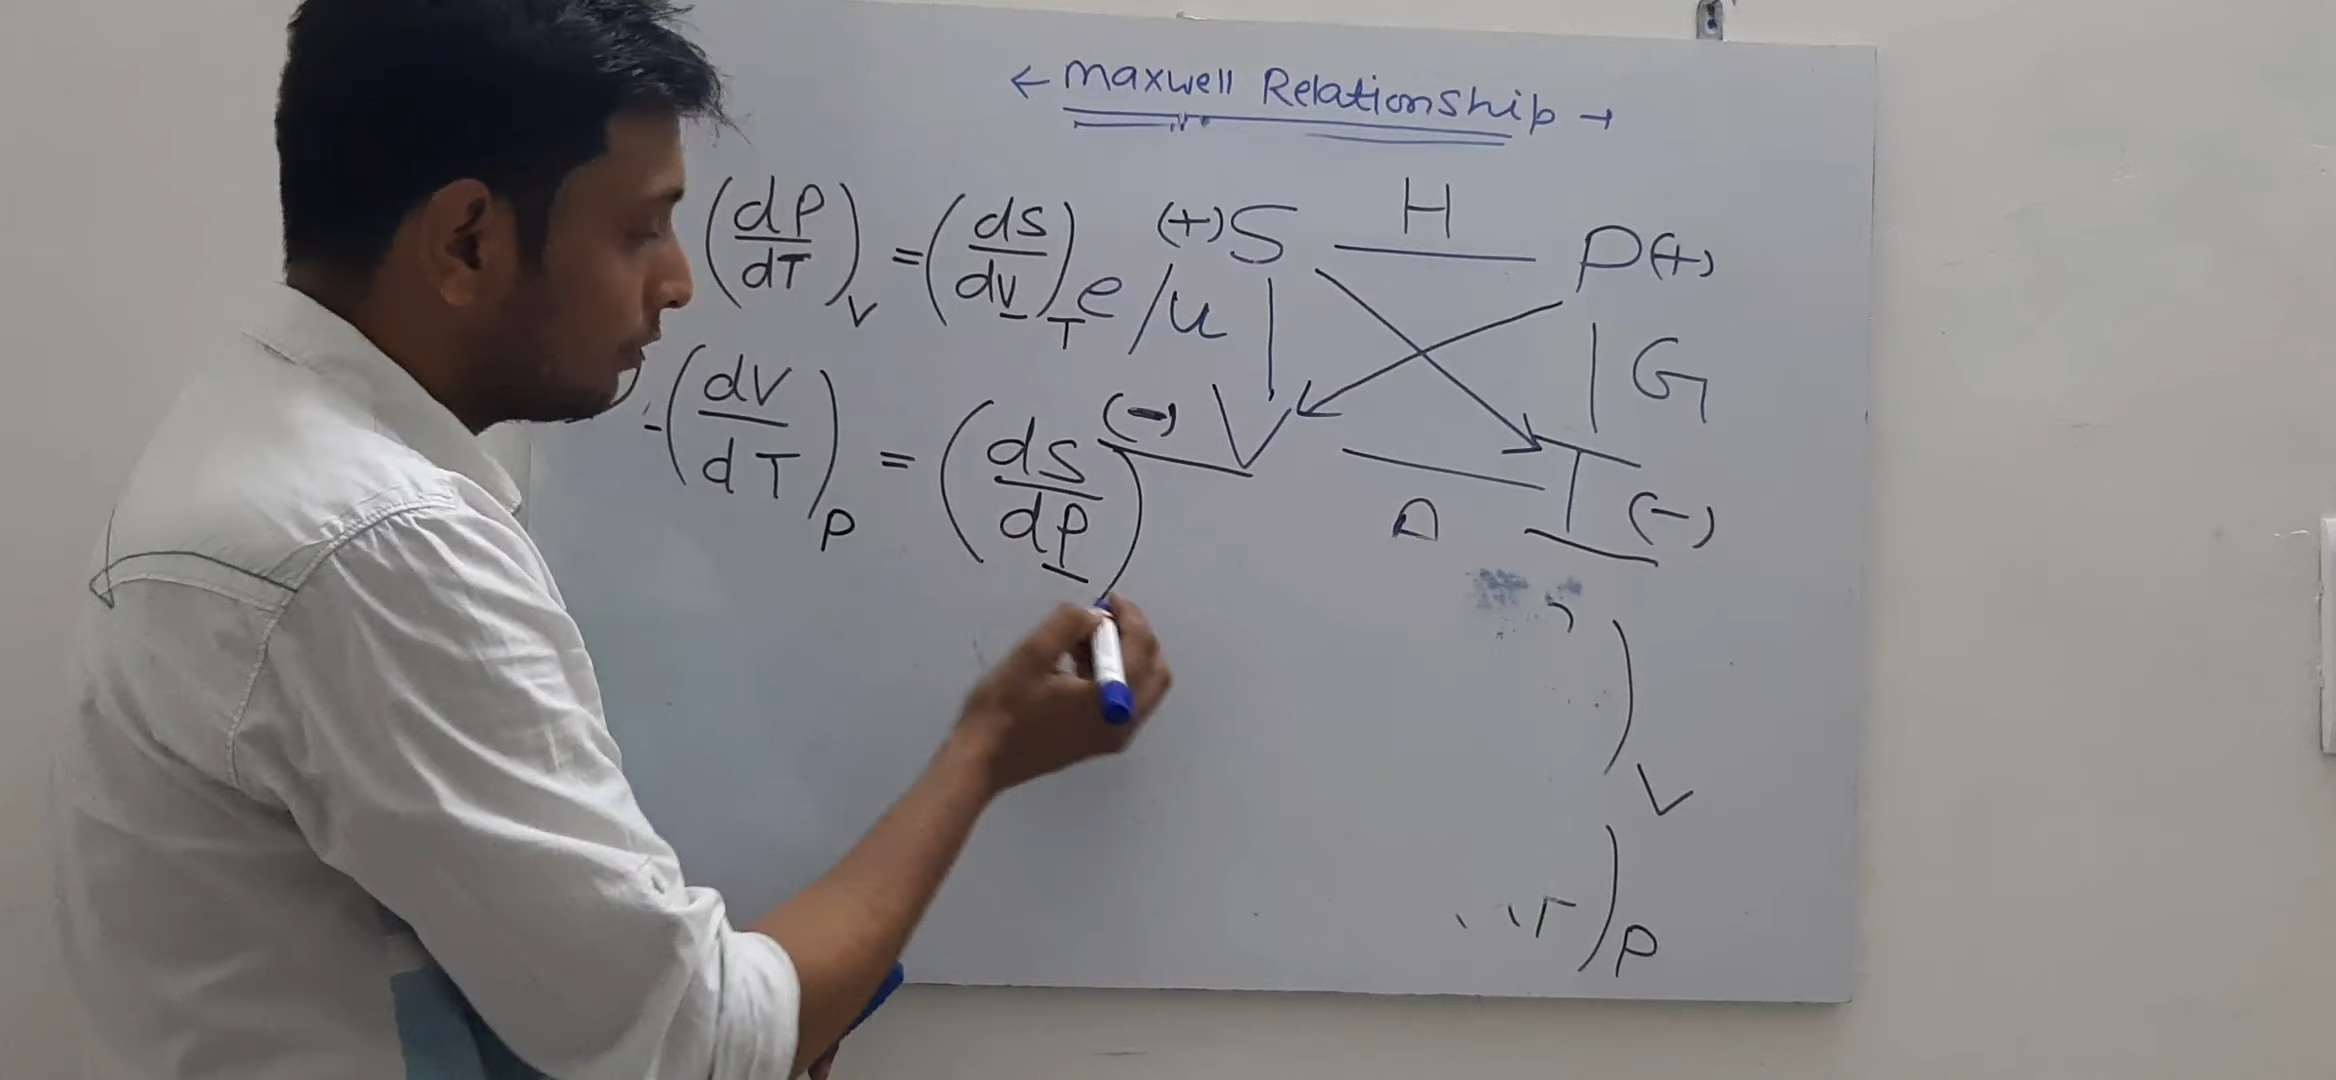 ← maxwell Relationship →
(dP/dT)V = (dS/dV)T
-(dV/dT)P = (dS/dP)
(+)S H P(+)
e/u G
(-) V A T (-)
)V
T)P